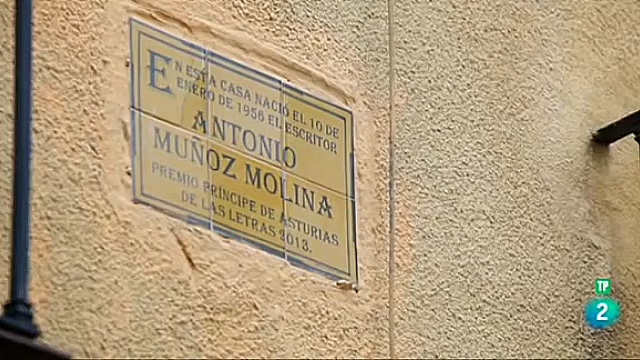 EN ESTA CASA NACIÓ EL 10 DE
ENERO DE 1956 EL ESCRITOR
ANTONIO
MUÑOZ MOLINA
PREMIO PRÍNCIPE DE ASTURIAS
DE LAS LETRAS 2013.
TP
2